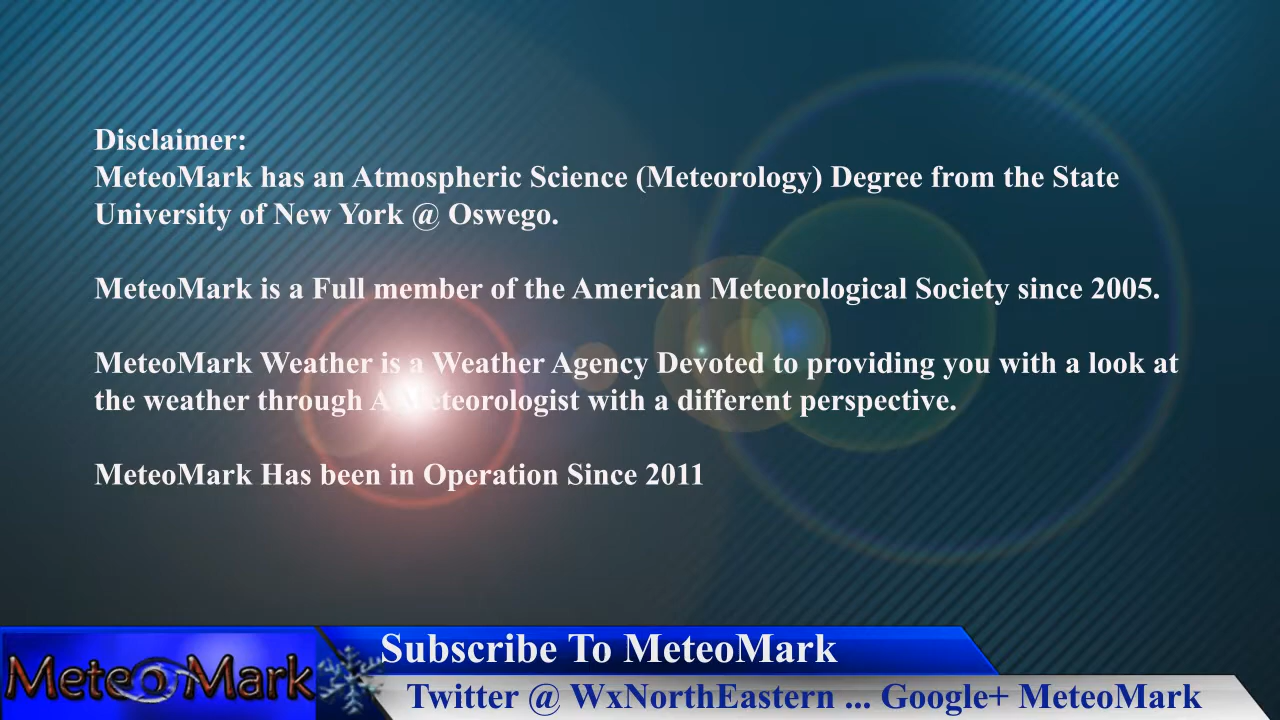 Disclaimer:
MeteoMark has an Atmospheric Science (Meteorology) Degree from the State
University of New York @ Oswego.
MeteoMark is a Full member of the American Meteorological Society since 2005.
MeteoMark Weather is a Weather Agency Devoted to providing you with a look at
the weather through A Meteorologist with a different perspective.
MeteoMark Has been in Operation Since 2011
Subscribe To MeteoMark
MeteoMark
Twitter @ WxNorthEastern ... Google+ MeteoMark